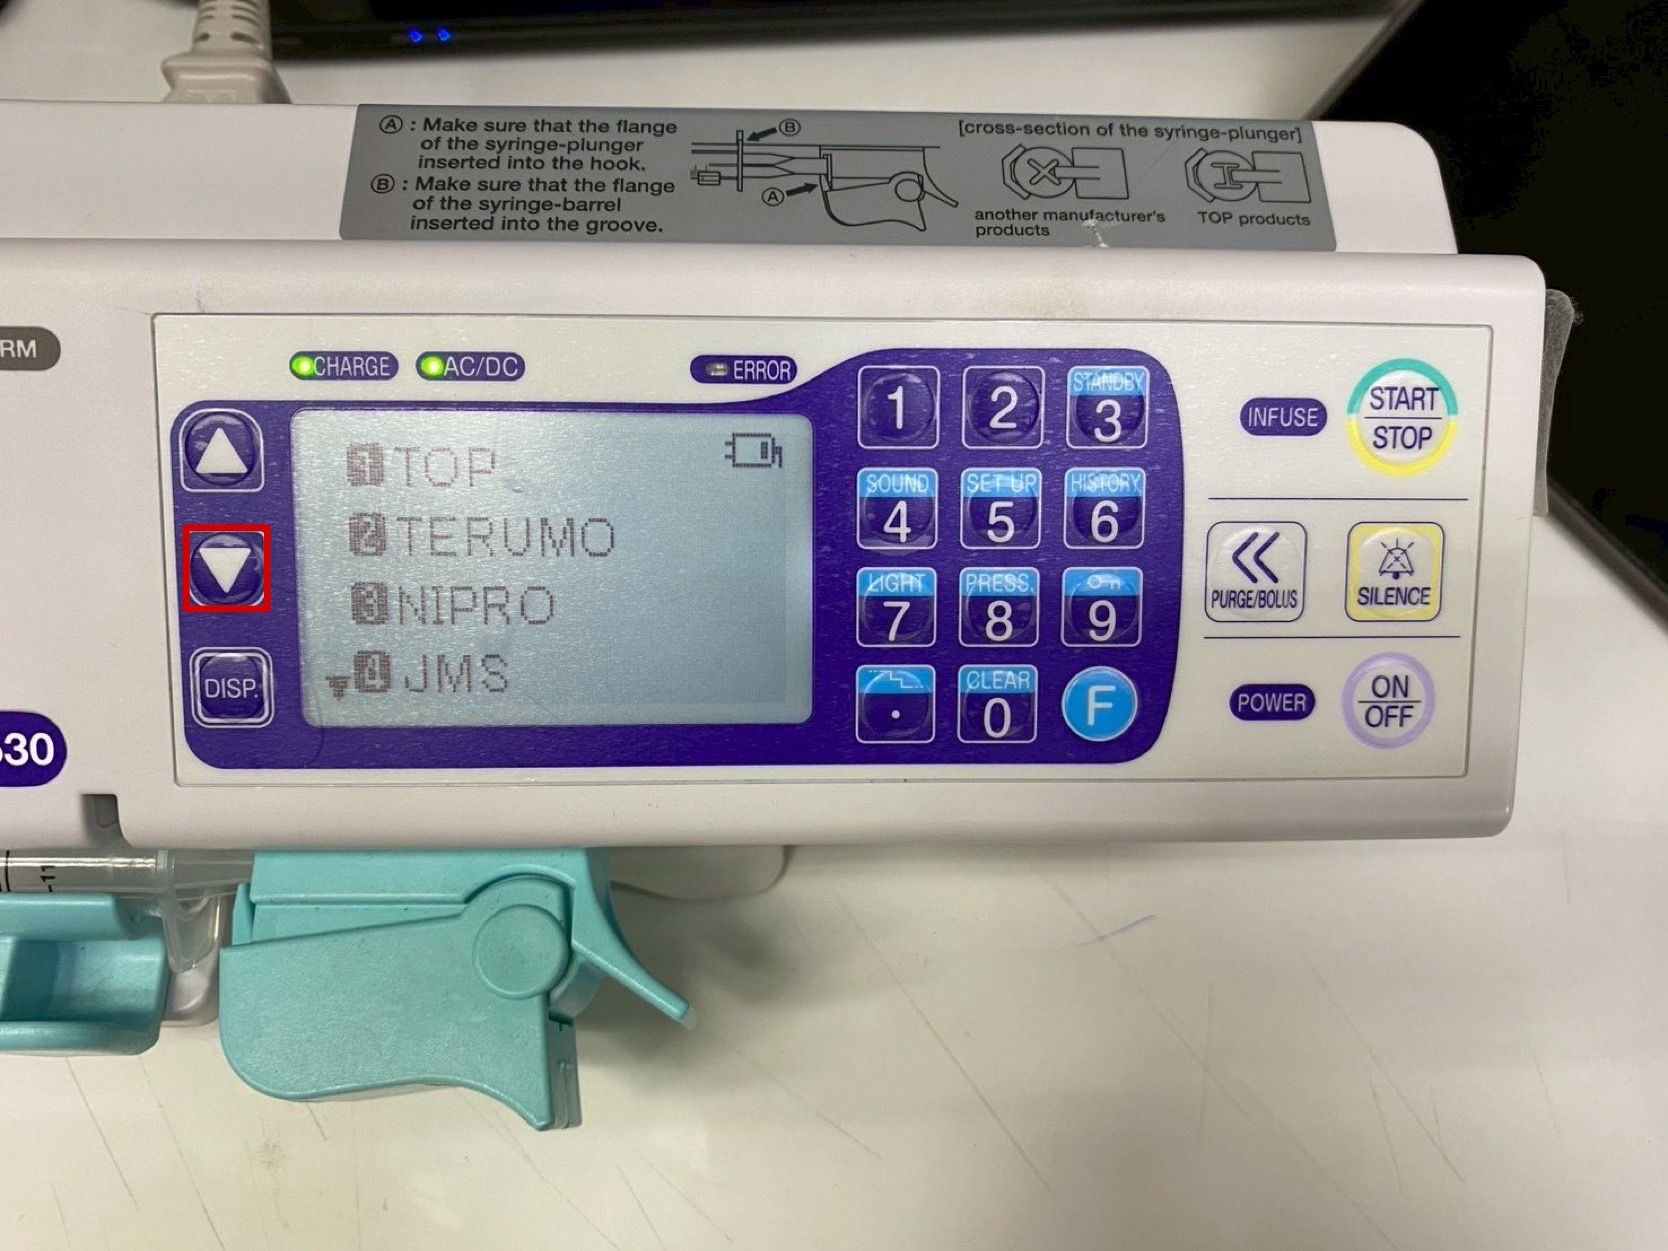 Ⓐ : Make sure that the flange
of the syringe-plunger
inserted into the hook.
Ⓑ : Make sure that the flange
of the syringe-barrel
inserted into the groove.
Ⓑ
Ⓐ
[cross-section of the syringe-plunger]
another manufacturer's
products
TOP products
RM
CHARGE
AC/DC
ERROR
1 TOP
2 TERUMO
3 NIPRO
4 JMS
DISP.
1
2
STANDBY
3
SOUND
4
SET UP
5
HISTORY
6
LIGHT
7
PRESS.
8
9
.
CLEAR
0
F
INFUSE
START
STOP
PURGE/BOLUS
SILENCE
POWER
ON
OFF
30
11